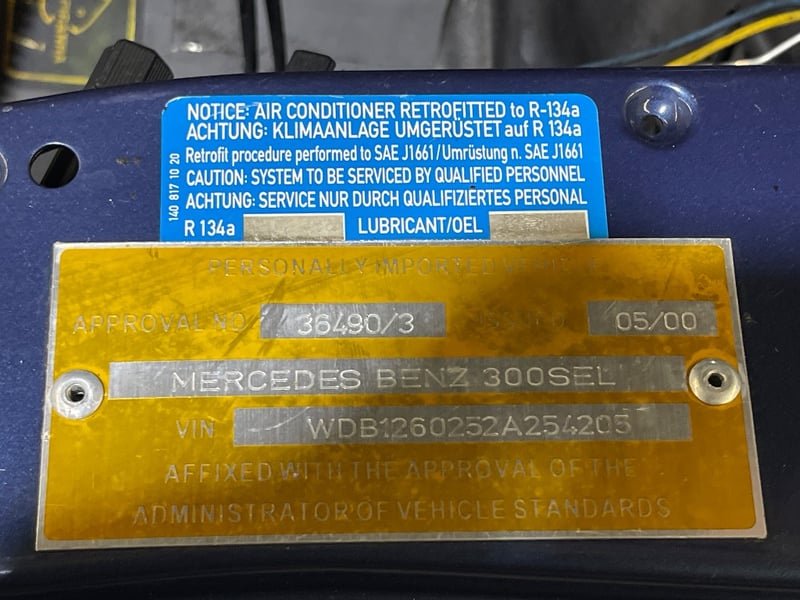 NOTICE: AIR CONDITIONER RETROFITTED to R-134a
ACHTUNG: KLIMAANLAGE UMGERÜSTET auf R 134a
Retrofit procedure performed to SAE J1661/Umrüstung n. SAE J1661
CAUTION: SYSTEM TO BE SERVICED BY QUALIFIED PERSONNEL
ACHTUNG: SERVICE NUR DURCH QUALIFIZIERTES PERSONAL
R 134a LUBRICANT/OEL
140 817 10 20
PERSONALLY IMPORTED VEHICLE
APPROVAL NO 36490/3 05/00
MERCEDES BENZ 300SEL
VIN WDB1260252A254205
AFFIXED WITH THE APPROVAL OF THE
ADMINISTRATOR OF VEHICLE STANDARDS